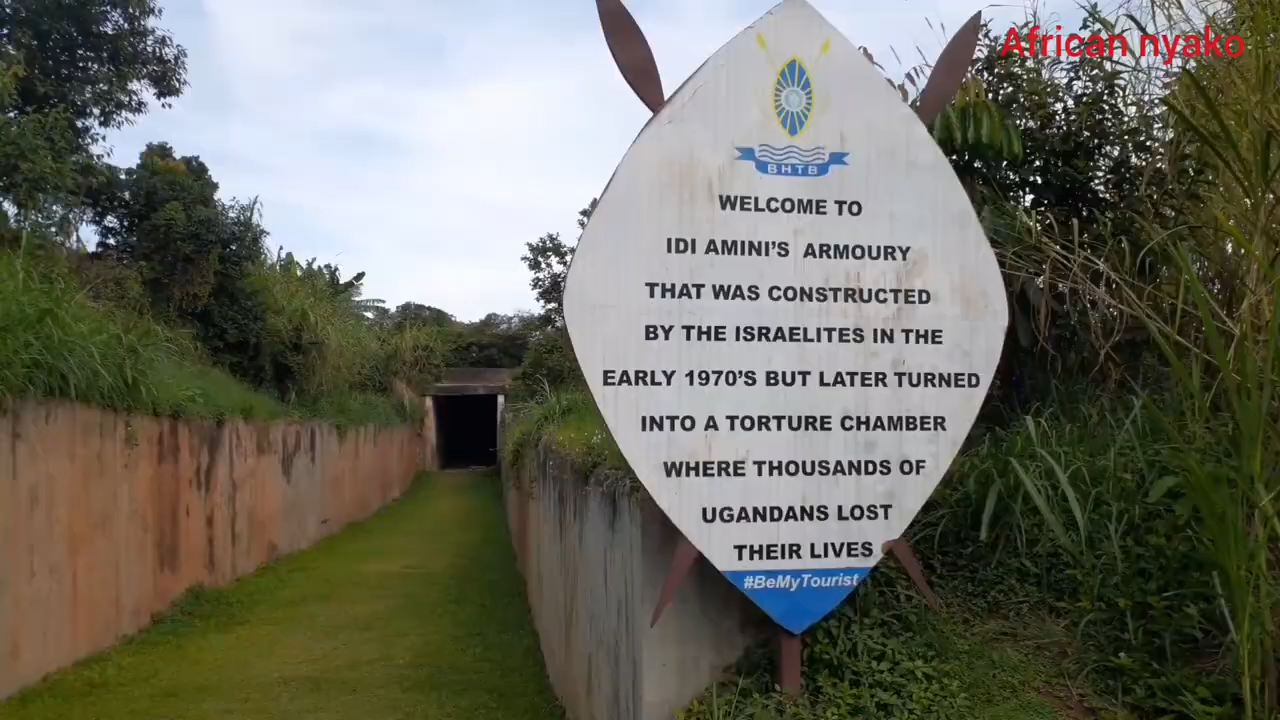 African nyako
BHTB
WELCOME TO
IDI AMINI'S ARMOURY
THAT WAS CONSTRUCTED
BY THE ISRAELITES IN THE
EARLY 1970'S BUT LATER TURNED
INTO A TORTURE CHAMBER
WHERE THOUSANDS OF
UGANDANS LOST
THEIR LIVES
#BeMyTourist